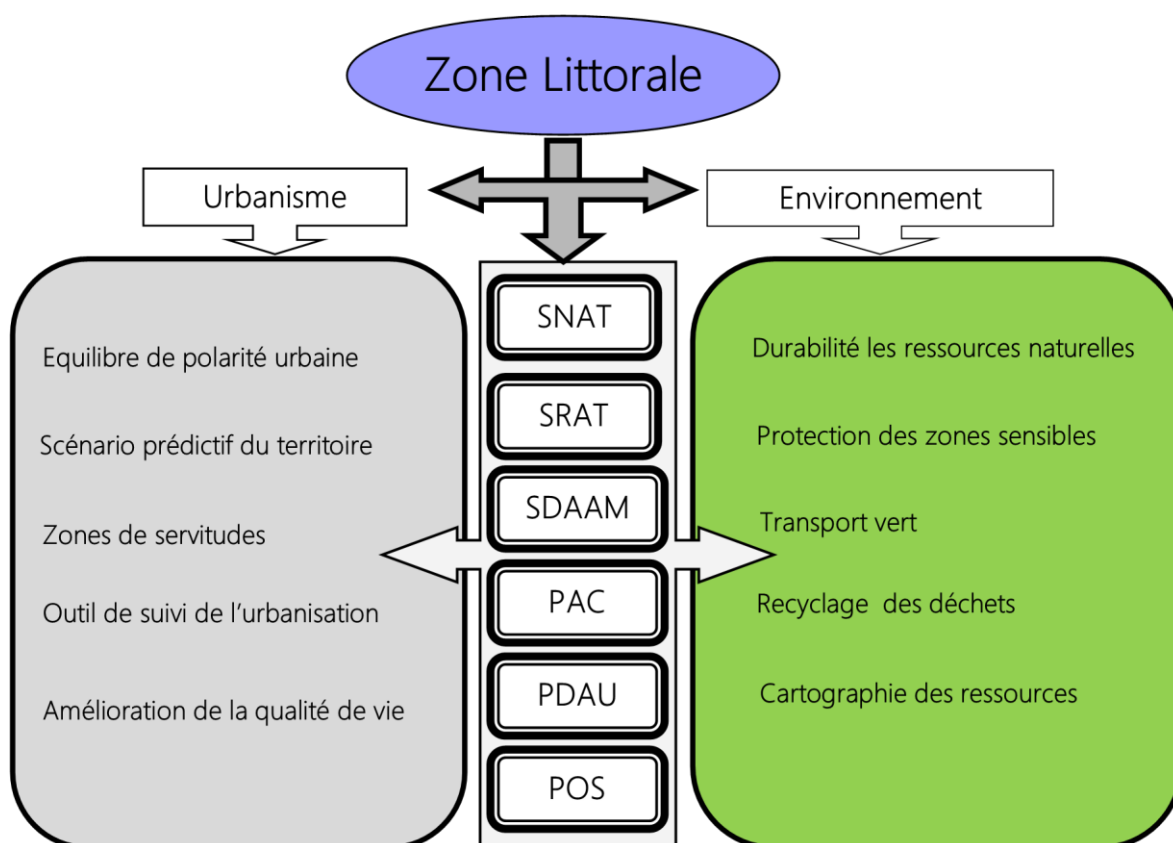 Zone Littorale
Urbanisme
Environnement
Equilibre de polarité urbaine
Scénario prédictif du territoire
Zones de servitudes
Outil de suivi de l'urbanisation
Amélioration de la qualité de vie
SNAT
SRAT
SDAAM
PAC
PDAU
POS
Durabilité les ressources naturelles
Protection des zones sensibles
Transport vert
Recyclage des déchets
Cartographie des ressources